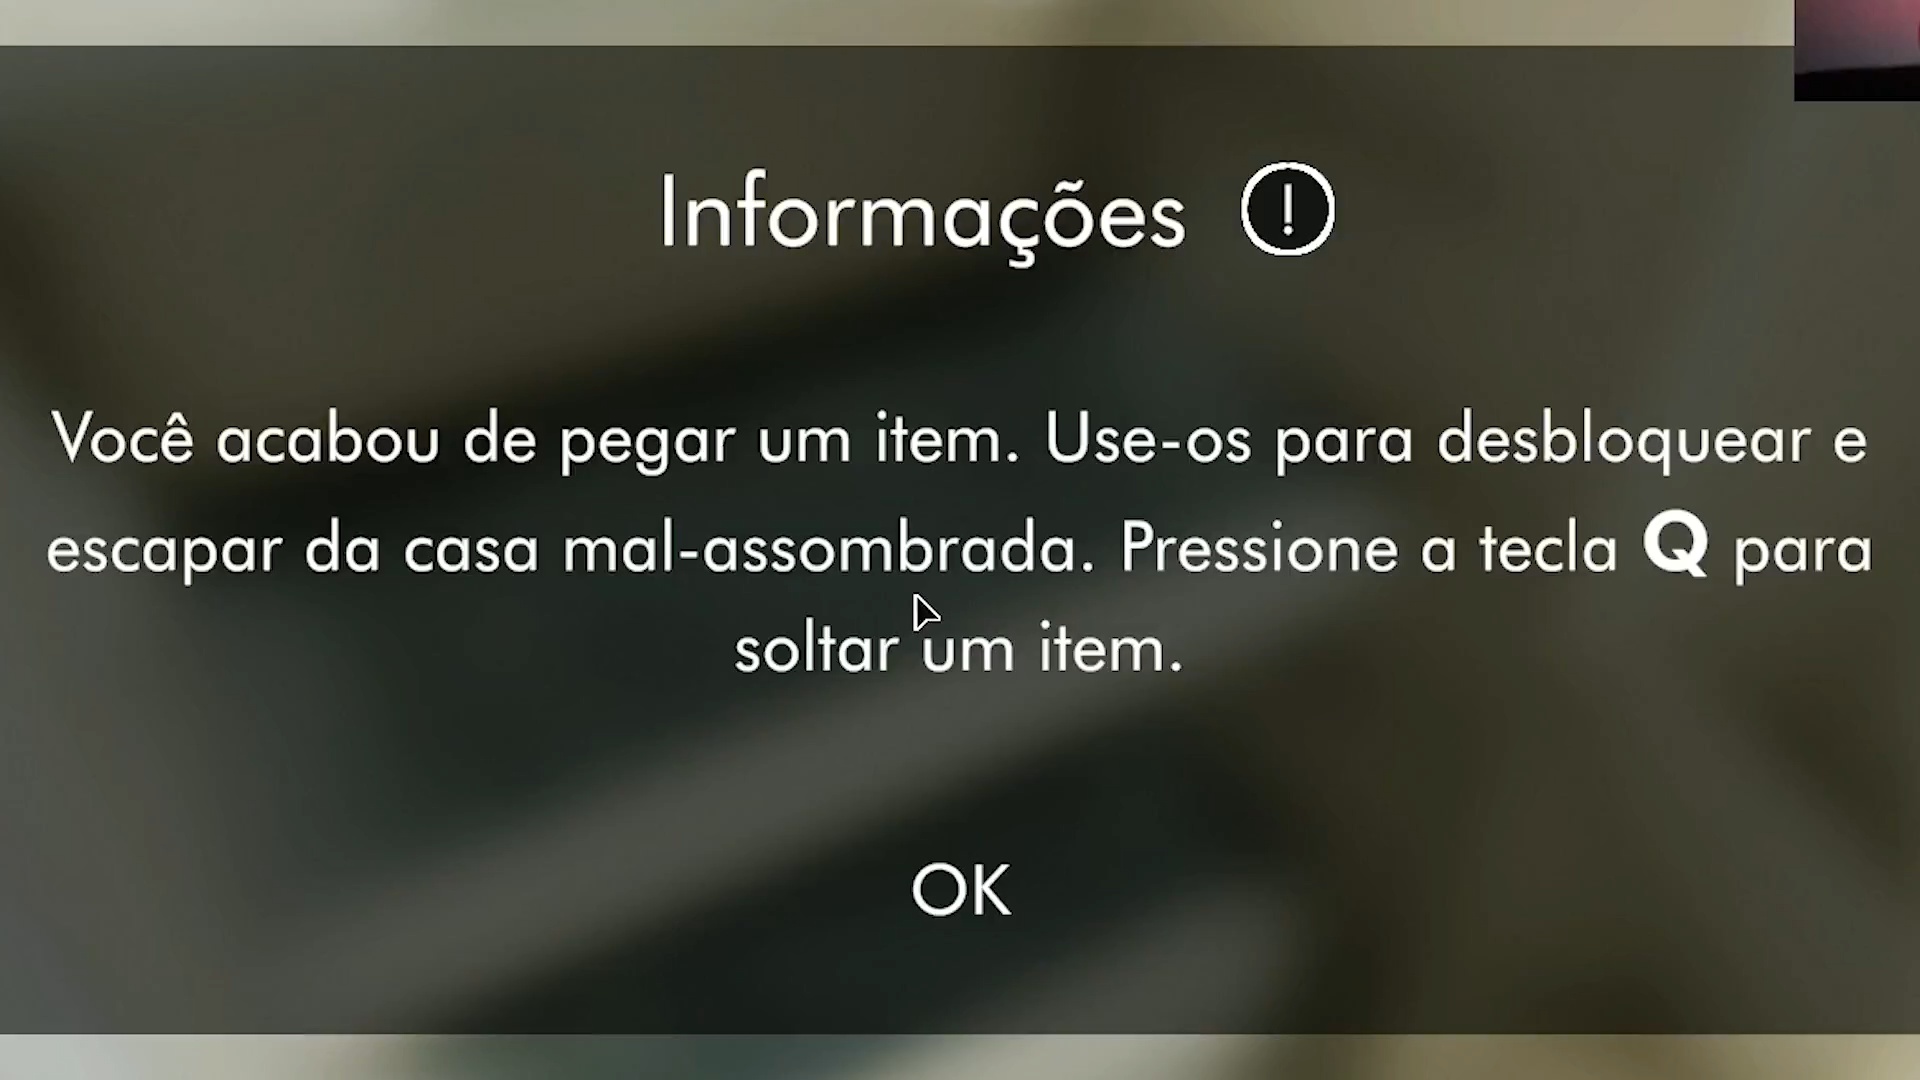 Informações !
Você acabou de pegar um item. Use-os para desbloquear e
escapar da casa mal-assombrada. Pressione a tecla Q para
soltar um item.
OK